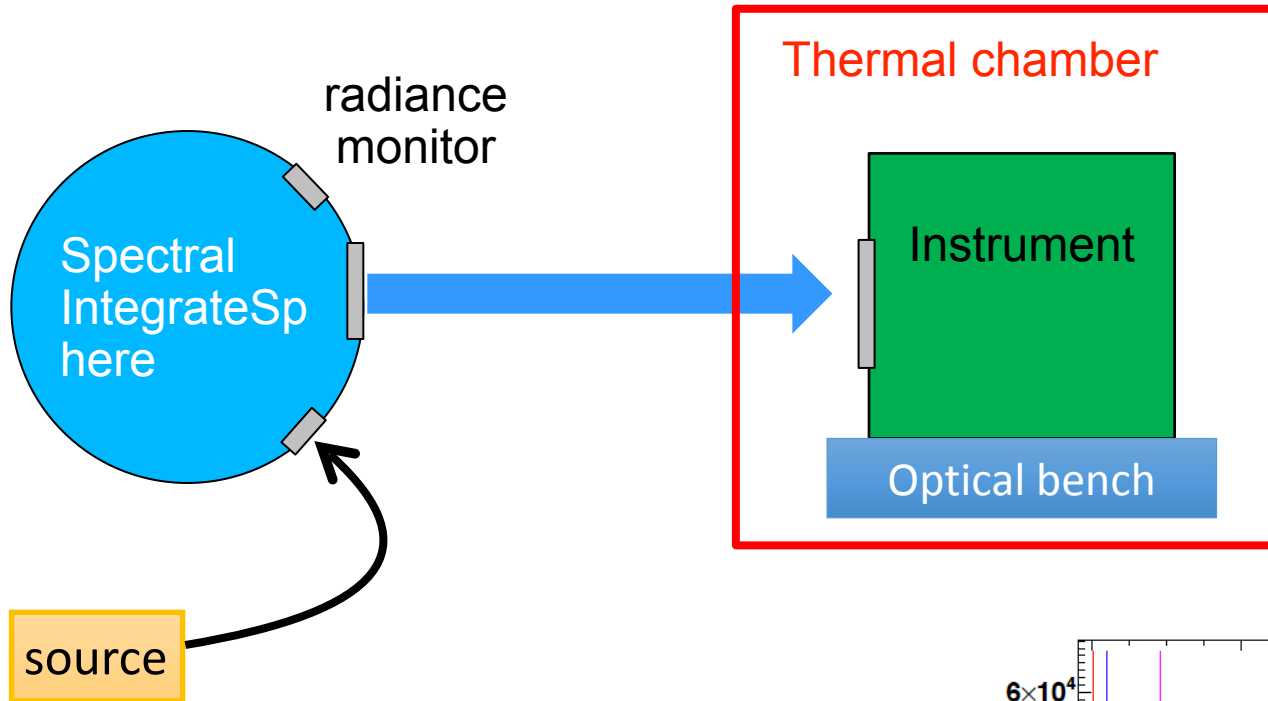 Thermal chamber
radiance
monitor
Spectral
IntegrateSp
here
Instrument
Optical bench
source
6×10⁴